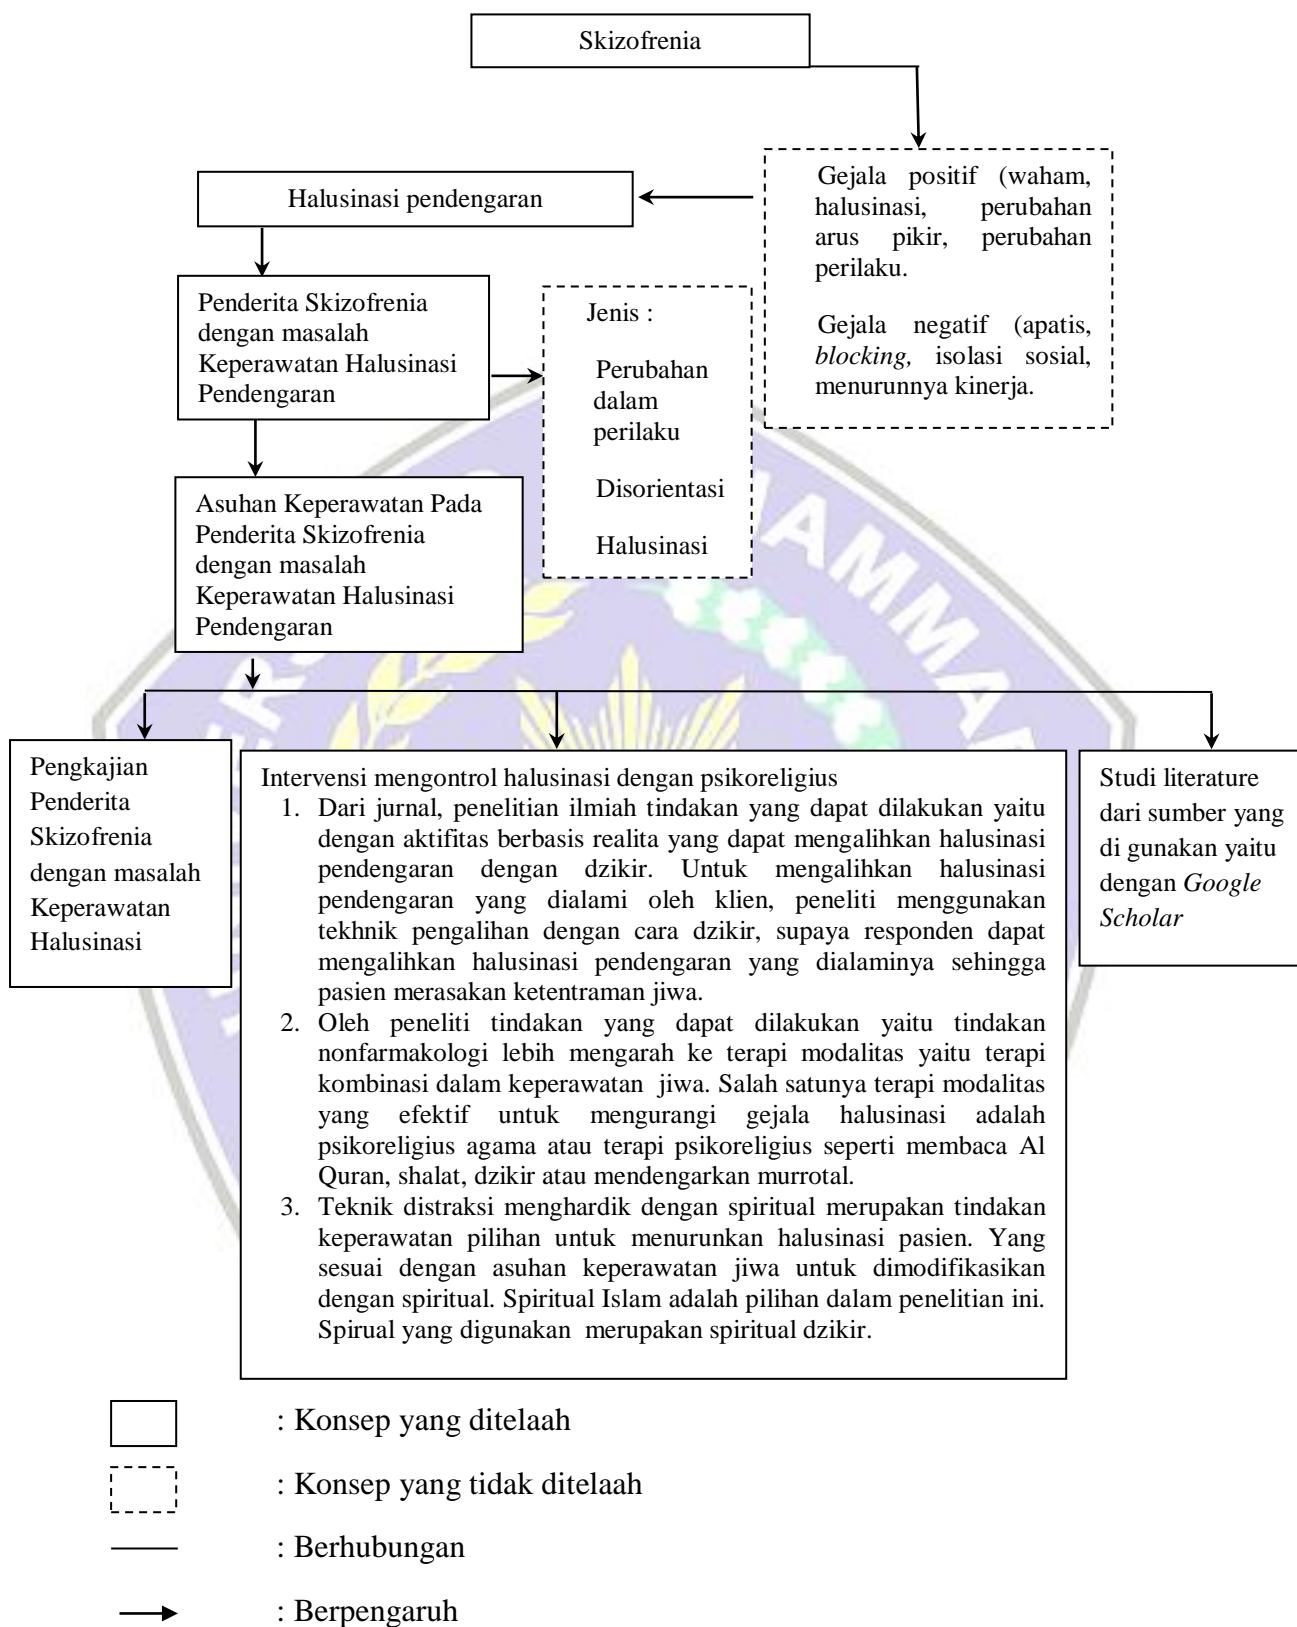 Skizofrenia
Gejala positif (waham,
halusinasi, perubahan
arus pikir, perubahan
perilaku.
Gejala negatif (apatis,
blocking, isolasi sosial,
menurunnya kinerja.
Halusinasi pendengaran
Penderita Skizofrenia
dengan masalah
Keperawatan Halusinasi
Pendengaran
Jenis :
Perubahan
dalam
perilaku
Disorientasi
Halusinasi
Asuhan Keperawatan Pada
Penderita Skizofrenia
dengan masalah
Keperawatan Halusinasi
Pendengaran
Pengkajian
Penderita
Skizofrenia
dengan masalah
Keperawatan
Halusinasi
Intervensi mengontrol halusinasi dengan psikoreligius
1. Dari jurnal, penelitian ilmiah tindakan yang dapat dilakukan yaitu
dengan aktifitas berbasis realita yang dapat mengalihkan halusinasi
pendengaran dengan dzikir. Untuk mengalihkan halusinasi
pendengaran yang dialami oleh klien, peneliti menggunakan
tekhnik pengalihan dengan cara dzikir, supaya responden dapat
mengalihkan halusinasi pendengaran yang dialaminya sehingga
pasien merasakan ketentraman jiwa.
2. Oleh peneliti tindakan yang dapat dilakukan yaitu tindakan
nonfarmakologi lebih mengarah ke terapi modalitas yaitu terapi
kombinasi dalam keperawatan jiwa. Salah satunya terapi modalitas
yang efektif untuk mengurangi gejala halusinasi adalah
psikoreligius agama atau terapi psikoreligius seperti membaca Al
Quran, shalat, dzikir atau mendengarkan murrotal.
3. Teknik distraksi menghardik dengan spiritual merupakan tindakan
keperawatan pilihan untuk menurunkan halusinasi pasien. Yang
sesuai dengan asuhan keperawatan jiwa untuk dimodifikasikan
dengan spiritual. Spiritual Islam adalah pilihan dalam penelitian ini.
Spirual yang digunakan merupakan spiritual dzikir.
Studi literature
dari sumber yang
di gunakan yaitu
dengan Google
Scholar
: Konsep yang ditelaah
: Konsep yang tidak ditelaah
: Berhubungan
: Berpengaruh